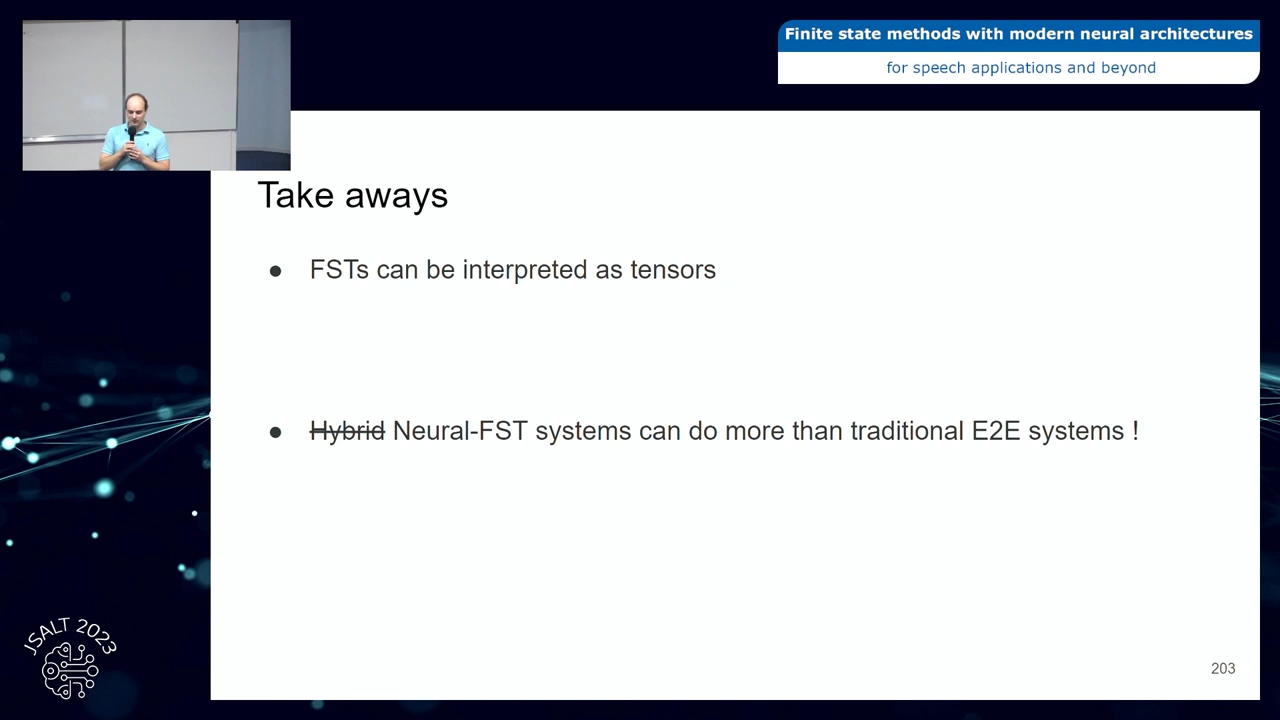 Finite state methods with modern neural architectures
for speech applications and beyond
Take aways
● FSTs can be interpreted as tensors
● Hybrid Neural-FST systems can do more than traditional E2E systems !
203
JSALT 2023